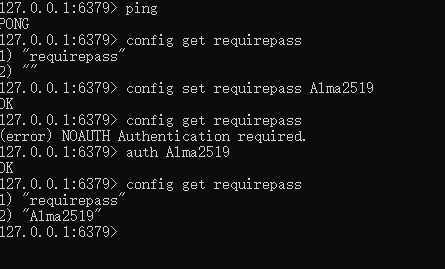 127.0.0.1:6379> ping
PONG
127.0.0.1:6379> config get requirepass
1) "requirepass"
2) ""
127.0.0.1:6379> config set requirepass A1ma2519
OK
127.0.0.1:6379> config get requirepass
(error) NOAUTH Authentication required.
127.0.0.1:6379> auth A1ma2519
OK
127.0.0.1:6379> config get requirepass
1) "requirepass"
2) "A1ma2519"
127.0.0.1:6379>